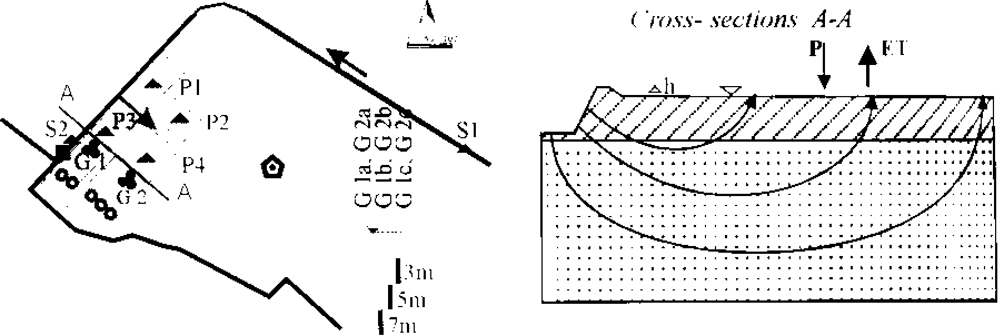 Cross- sections A-A
P
ET
h
A
P1
P2
S2
P3
G 1
P4
G 2
A
S1
G 1a. G 2a
G 1b. G 2b
G 1c. G 2c
3m
5m
7m